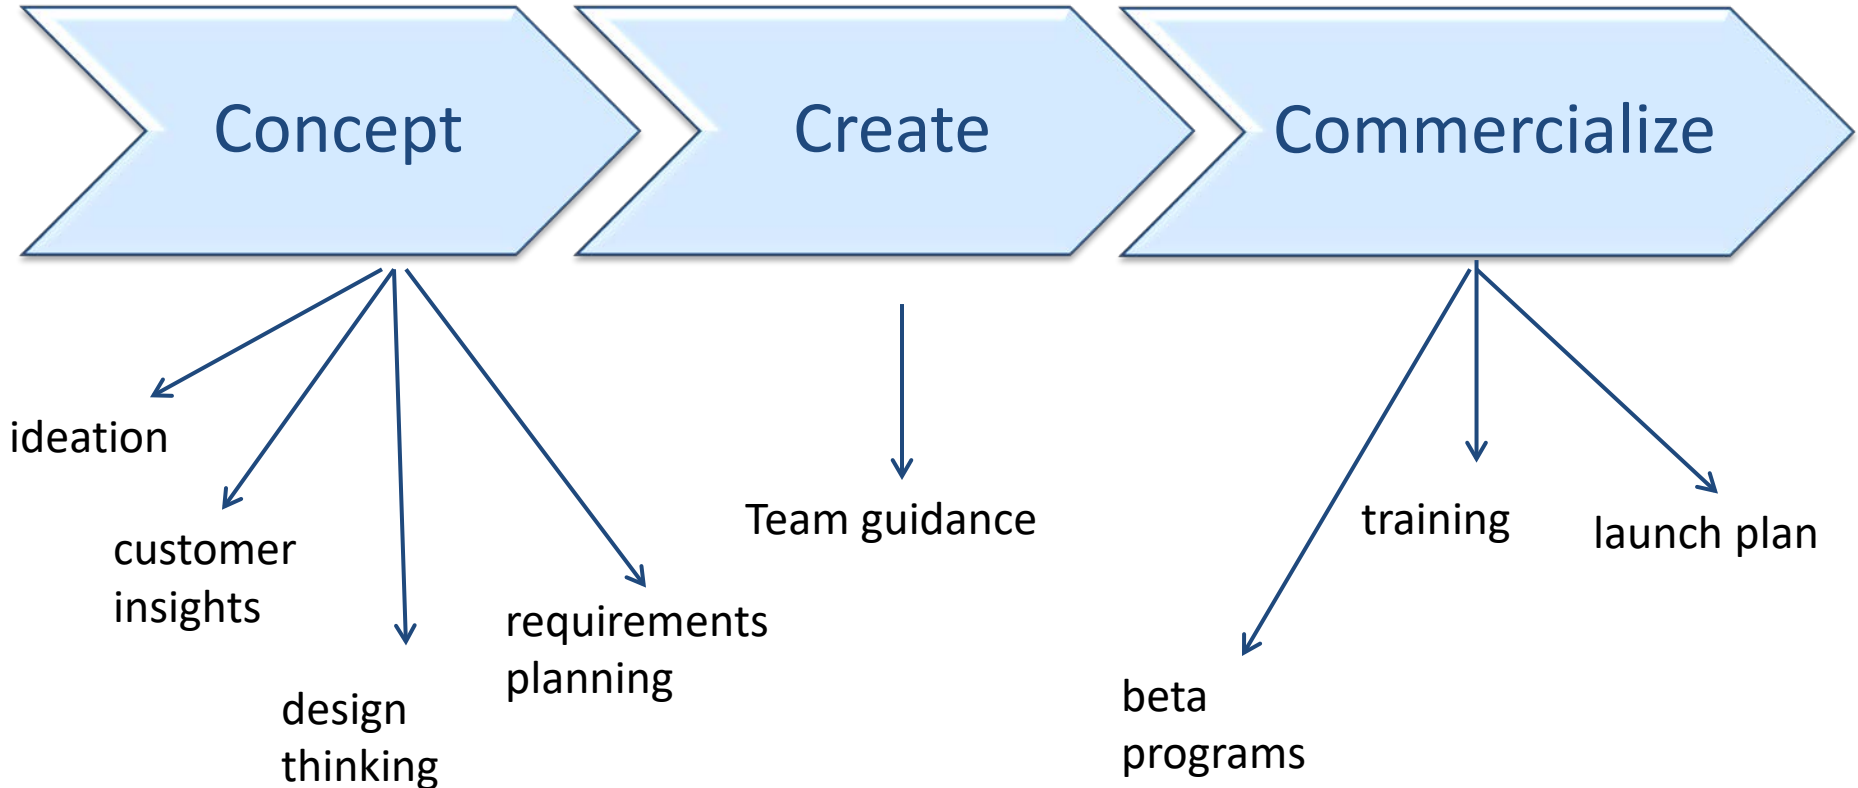 Concept
Create
Commercialize
ideation
customer
insights
design
thinking
requirements
planning
Team guidance
beta
programs
training
launch plan